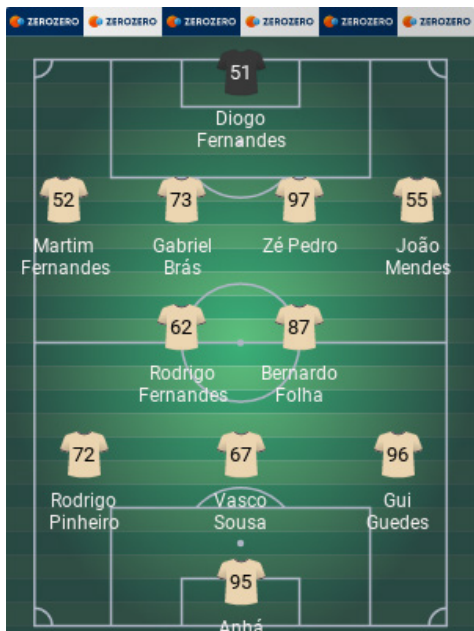 ZEROZERO ZEROZERO ZEROZERO ZEROZERO ZEROZERO ZEROZERO
51
Diogo
Fernandes
52 73 97 55
Martim Gabriel Zé Pedro João
Fernandes Brás Mendes
62 87
Rodrigo Bernardo
Fernandes Folha
72 67 96
Rodrigo Vasco Gui
Pinheiro Sousa Guedes
95
Anhá